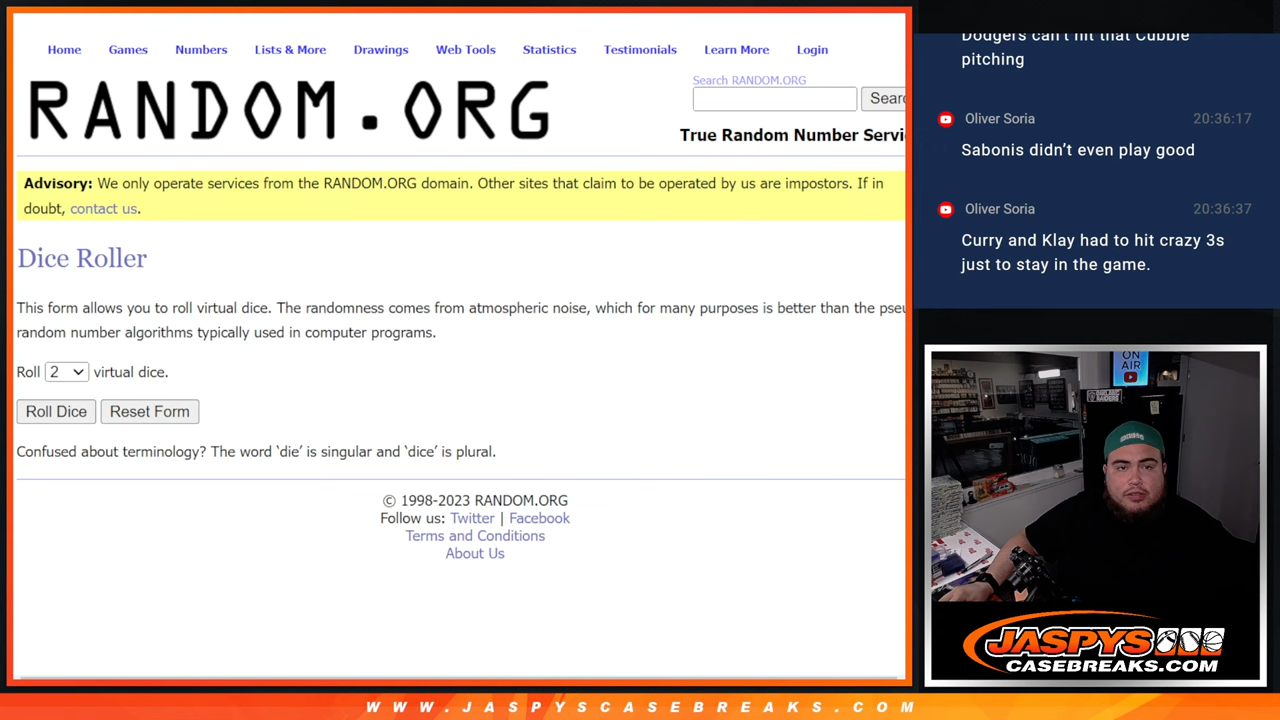 Home Games Numbers Lists & More Drawings Web Tools Statistics Testimonials Learn More Login
RANDOM.ORG
Search RANDOM.ORG
Searc
True Random Number Servi
Advisory: We only operate services from the RANDOM.ORG domain. Other sites that claim to be operated by us are impostors. If in
doubt, contact us.
Dice Roller
This form allows you to roll virtual dice. The randomness comes from atmospheric noise, which for many purposes is better than the pseu
random number algorithms typically used in computer programs.
Roll 2 virtual dice.
Roll Dice Reset Form
Confused about terminology? The word ‘die’ is singular and ‘dice’ is plural.
© 1998-2023 RANDOM.ORG
Follow us: Twitter | Facebook
Terms and Conditions
About Us
Dodgers can't hit that Cubbie
pitching
Oliver Soria 20:36:17
Sabonis didn’t even play good
Oliver Soria 20:36:37
Curry and Klay had to hit crazy 3s
just to stay in the game.
ON
AIR
JASPYS
CASEBREAKS.COM
WWW.JASPYSCASEBREAKS.COM